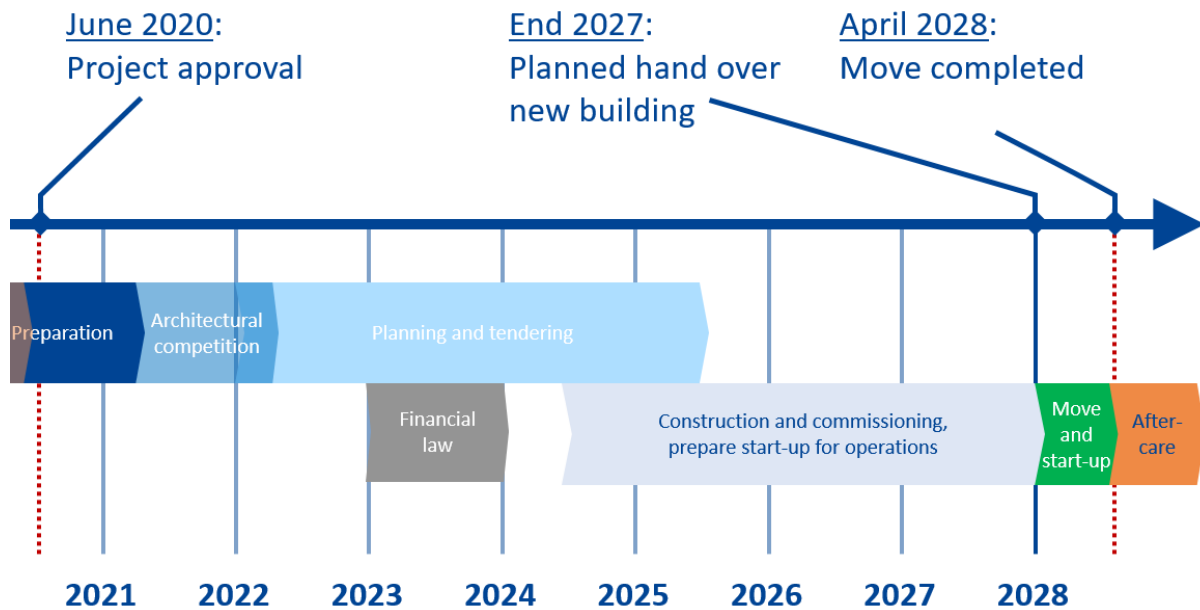 June 2020:
Project approval
End 2027:
Planned hand over
new building
April 2028:
Move completed
Preparation
Architectural
competition
Planning and tendering
Financial
law
Construction and commissioning,
prepare start-up for operations
Move
and
start-up
After-
care
2021
2022
2023
2024
2025
2026
2027
2028